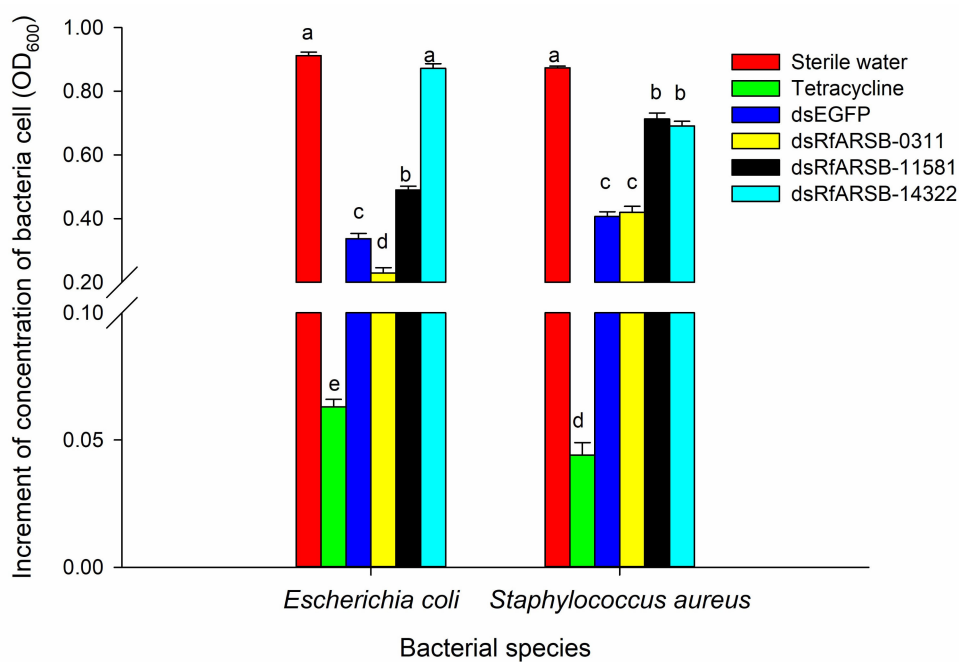 Increment of concentration of bacteria cell (OD600)
1.00
0.80
0.60
0.40
0.20
0.10
0.05
0.00
a
e
c
d
b
a
a
d
c
c
b
b
Sterile water
Tetracycline
dsEGFP
dsRfARSB-0311
dsRfARSB-11581
dsRfARSB-14322
Escherichia coli
Staphylococcus aureus
Bacterial species